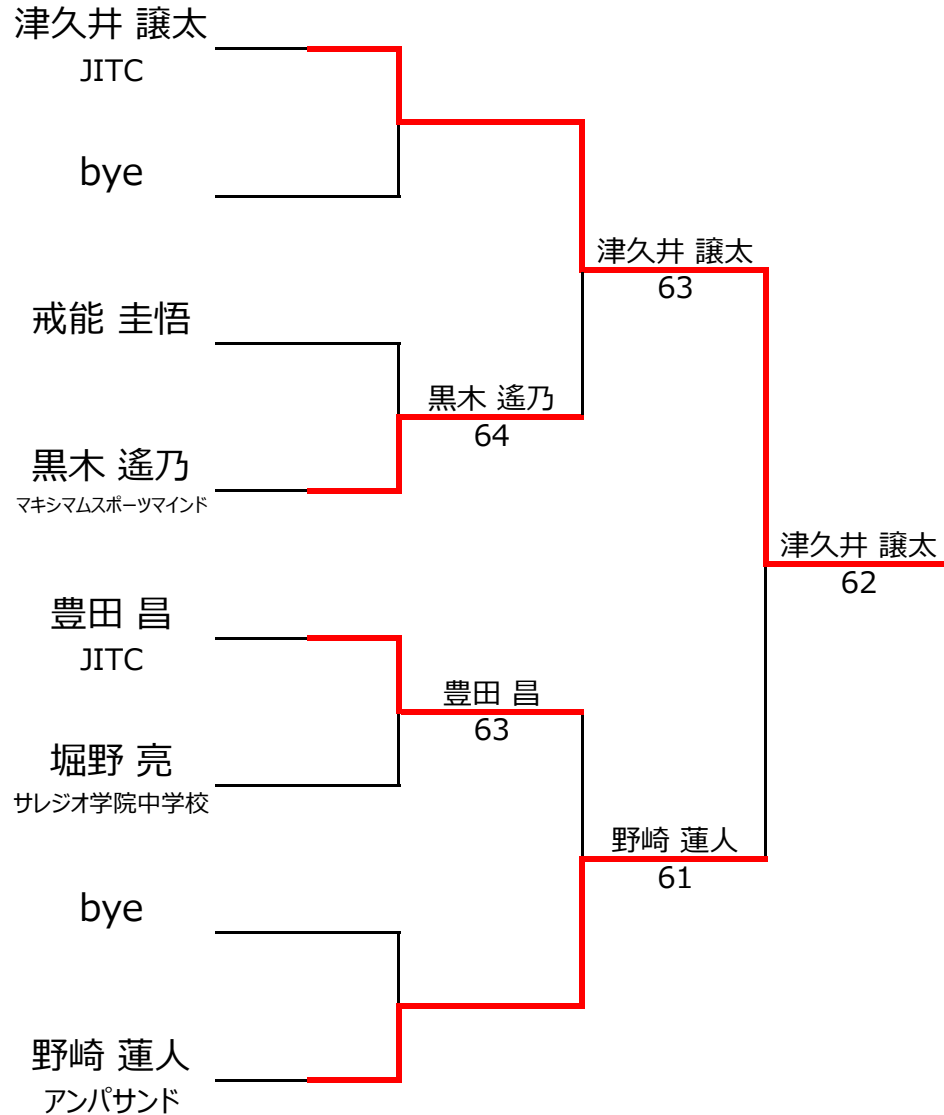 津久井 譲太
JITC
bye
戒能 圭悟
黒木 遙乃
マキシマムスポーツマインド
豊田 昌
JITC
堀野 亮
サレジオ学院中学校
bye
野崎 蓮人
アンパサンド
黒木 遙乃
64
豊田 昌
63
津久井 譲太
63
野崎 蓮人
61
津久井 譲太
62